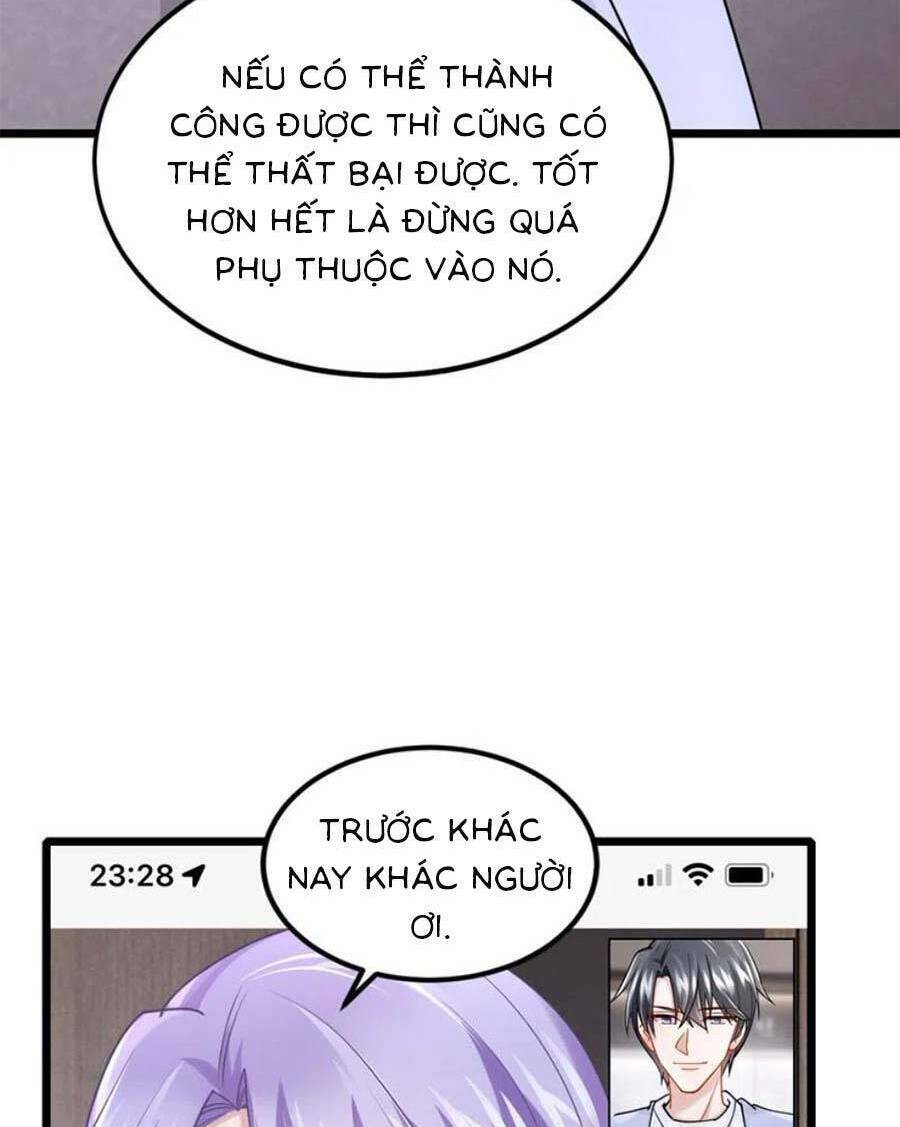 NẾU CÓ THỂ THÀNH
CÔNG ĐƯỢC THÌ CŨNG CÓ
THỂ THẤT BẠI ĐƯỢC. TỐT
HƠN HẾT LÀ ĐỪNG QUÁ
PHỤ THUỘC VÀO NÓ.
TRƯỚC KHÁC
NAY KHÁC NGƯỜI
ƠI.
23:28